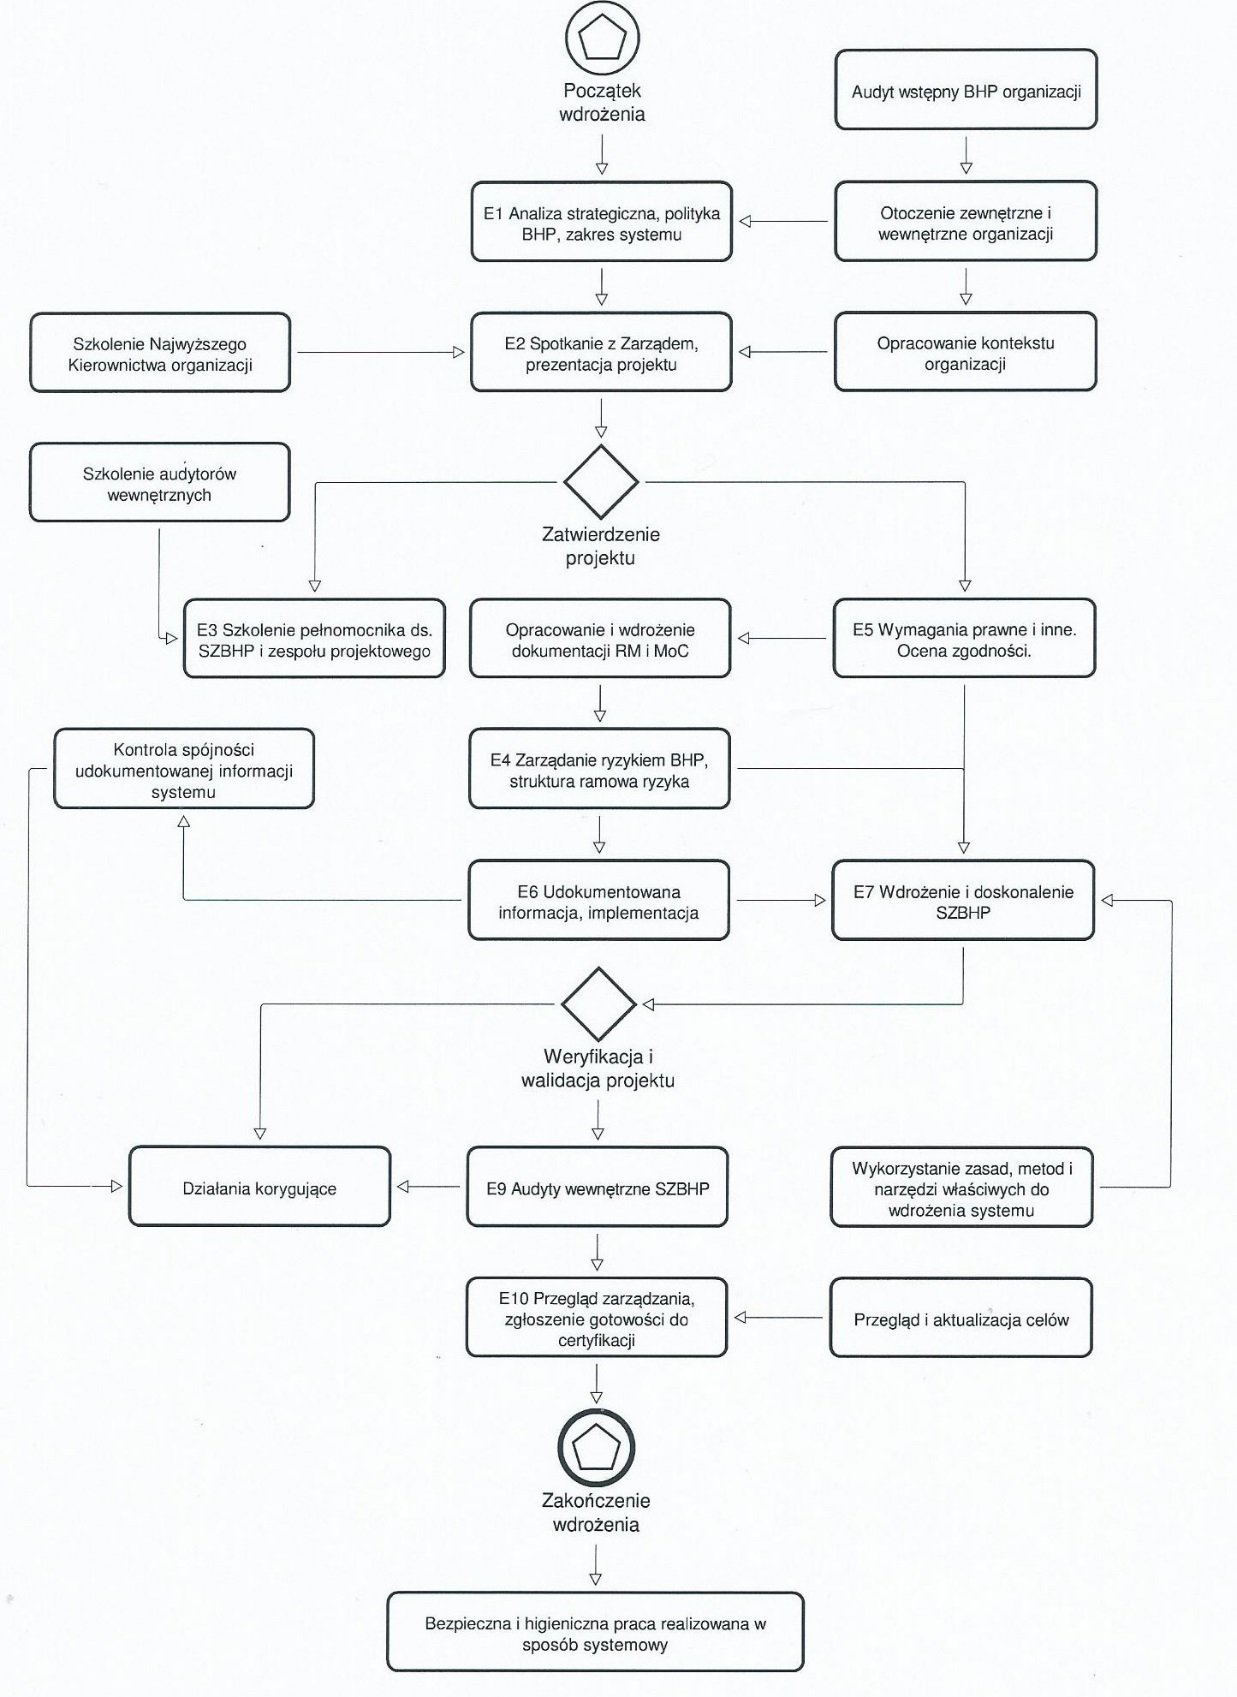 Początek
wdrożenia
Audyt wstępny BHP organizacji
E1 Analiza strategiczna, polityka
BHP, zakres systemu
Otoczenie zewnętrzne i
wewnętrzne organizacji
Szkolenie Najwyższego
Kierownictwa organizacji
E2 Spotkanie z Zarządem,
prezentacja projektu
Opracowanie kontekstu
organizacji
Szkolenie audytorów
wewnętrznych
Zatwierdzenie
projektu
E3 Szkolenie pełnomocnika ds.
SZBHP i zespołu projektowego
Opracowanie i wdrożenie
dokumentacji RM i MoC
E5 Wymagania prawne i inne.
Ocena zgodności.
Kontrola spójności
udokumentowanej informacji
systemu
E4 Zarządanie ryzykiem BHP,
struktura ramowa ryzyka
E6 Udokumentowana
informacja, implementacja
E7 Wdrożenie i doskonalenie
SZBHP
Weryfikacja i
walidacja projektu
Działania korygujące
E9 Audyty wewnętrzne SZBHP
Wykorzystanie zasad, metod i
narzędzi właściwych do
wdrożenia systemu
E10 Przegląd zarządzania,
zgłoszenie gotowości do
certyfikacji
Przegląd i aktualizacja celów
Zakończenie
wdrożenia
Bezpieczna i higieniczna praca realizowana w
sposób systemowy